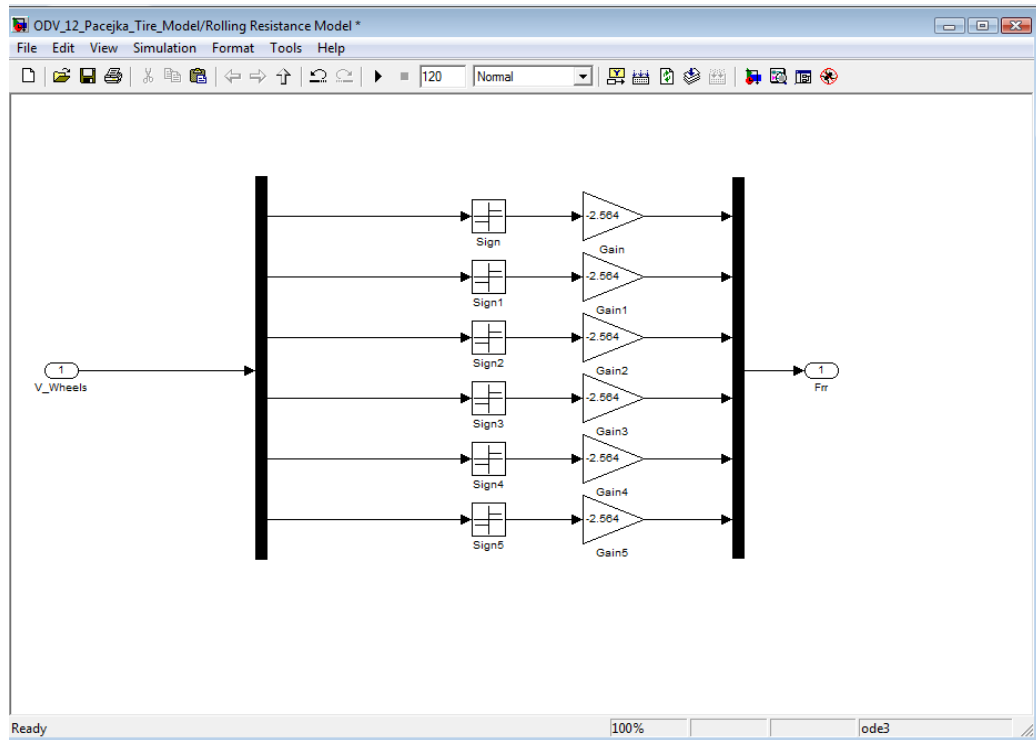 ODV_12_Pacejka_Tire_Model/Rolling Resistance Model *
File Edit View Simulation Format Tools Help
120 Normal
-2.564
Sign
Gain
-2.564
Sign1
Gain1
-2.564
Sign2
Gain2
1
V_Wheels
1
Frr
-2.564
Sign3
Gain3
-2.564
Sign4
Gain4
-2.564
Sign5
Gain5
Ready 100% ode3